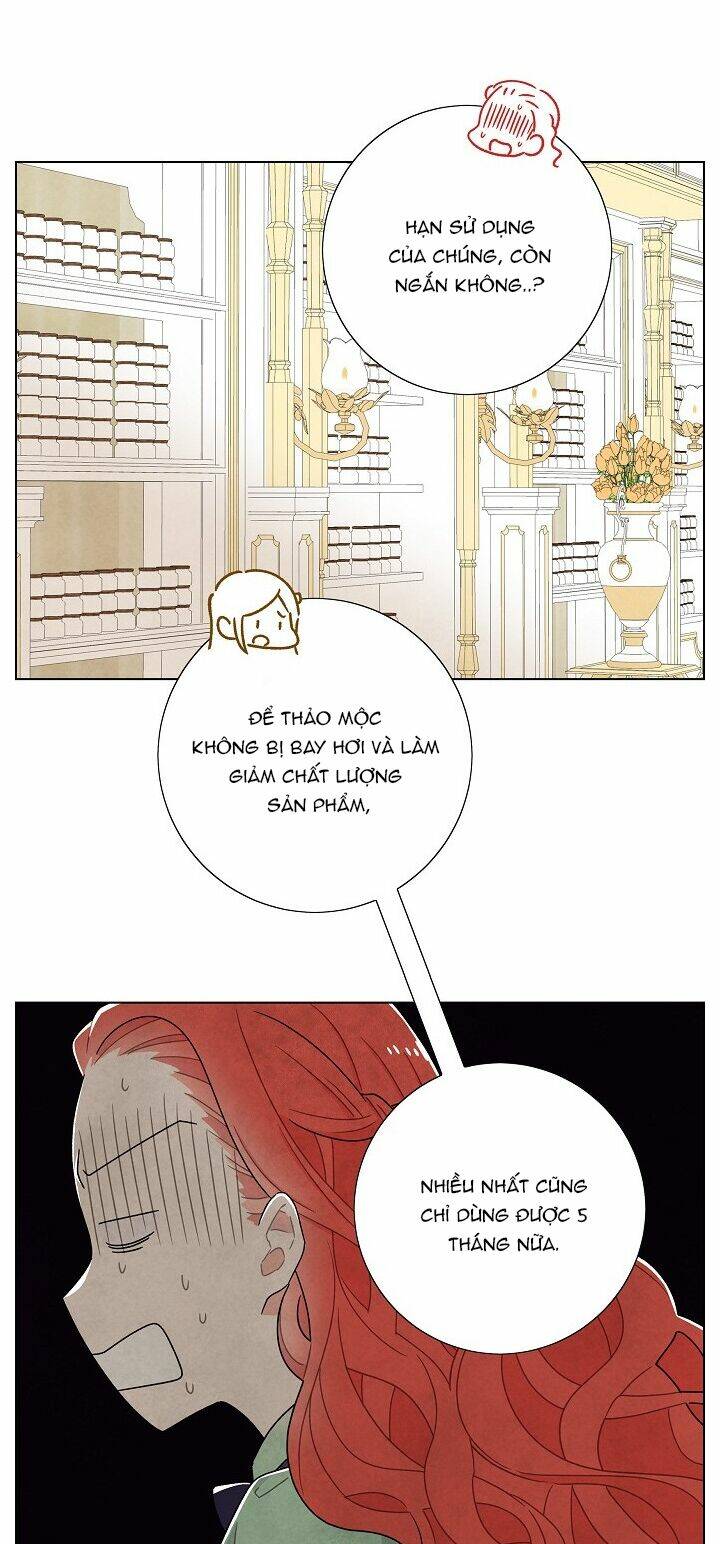 HẠN SỬ DỤNG
CỦA CHÚNG, CÒN
NGẮN KHÔNG..?
ĐỂ THẢO MỘC
KHÔNG BỊ BAY HƠI VÀ LÀM
GIẢM CHẤT LƯỢNG
SẢN PHẨM,
NHIỀU NHẤT CŨNG
CHỈ DÙNG ĐƯỢC 5
THÁNG NỮA.